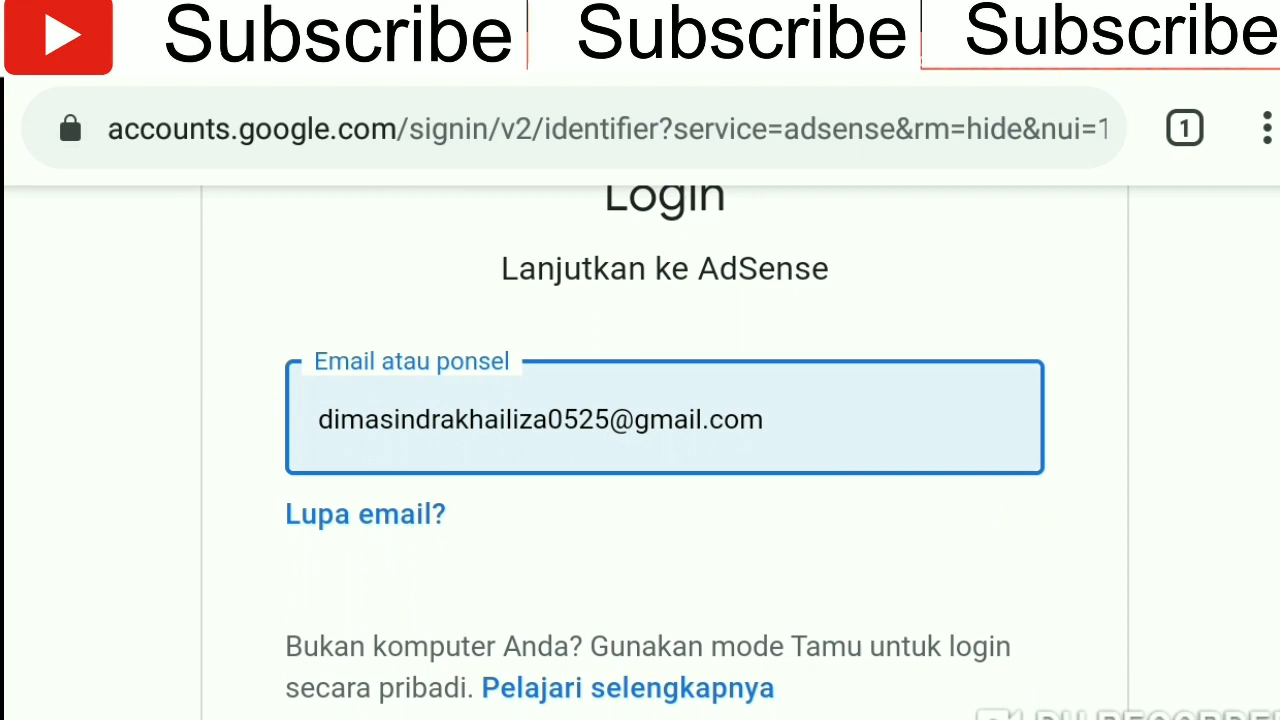 Subscribe Subscribe Subscribe
accounts.google.com/signin/v2/identifier?service=adsense&rm=hide&nui=1
1
Login
Lanjutkan ke AdSense
Email atau ponsel
dimasindrakhailiza0525@gmail.com
Lupa email?
Bukan komputer Anda? Gunakan mode Tamu untuk login
secara pribadi. Pelajari selengkapnya